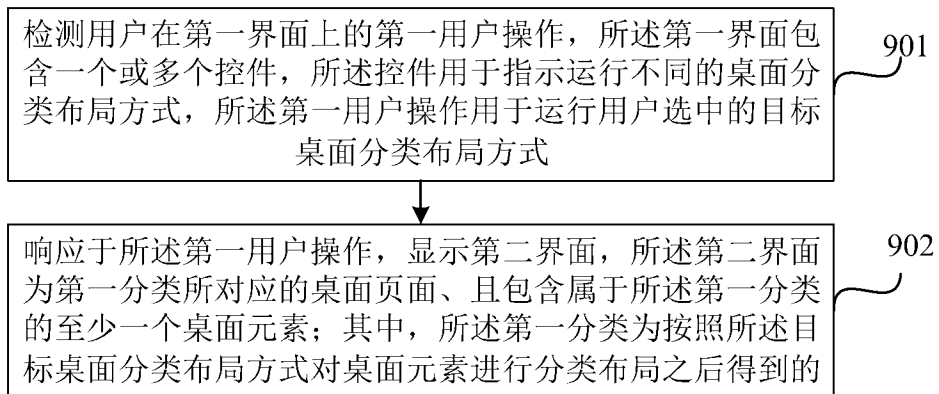 检测用户在第一界面上的第一用户操作，所述第一界面包
含一个或多个控件，所述控件用于指示运行不同的桌面分
类布局方式，所述第一用户操作用于运行用户选中的目标
桌面分类布局方式
901
响应于所述第一用户操作，显示第二界面，所述第二界面
为第一分类所对应的桌面页面、且包含属于所述第一分类
的至少一个桌面元素；其中，所述第一分类为按照所述目
标桌面分类布局方式对桌面元素进行分类布局之后得到的
902